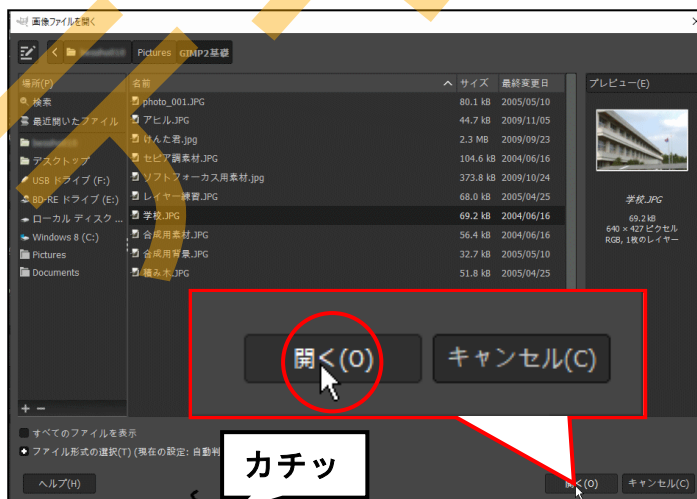 画像ファイルを開く
Pictures GIMP2基礎
場所(P) 名前 サイズ 最終変更日 プレビュー(E)
検索 photo_001.JPG 80.1 kB 2005/05/10
最近開いたファイル アヒル.JPG 44.7 kB 2009/11/05
けんた君.jpg 2.3 MB 2009/09/23
デスクトップ セピア調素材.JPG 104.6 kB 2004/06/16
USB ドライブ (F:) ソフトフォーカス用素材.jpg 373.8 kB 2009/10/24
BD-RE ドライブ (E:) レイヤー練習.JPG 68.0 kB 2005/04/25
ローカル ディスク ... 学校.JPG 69.2 kB 2004/06/16
Windows 8 (C:) 合成用素材.JPG 56.4 kB 2004/06/16
Pictures 合成用背景.JPG 32.7 kB 2005/05/10
Documents 積み木.JPG 51.8 kB 2005/04/25
学校.JPG
69.2 kB
640 × 427 ピクセル
RGB, 1枚のレイヤー
開く(O) キャンセル(C)
すべてのファイルを表示
ファイル形式の選択(T) (現在の設定: 自動判
カチッ
ヘルプ(H) 開く(O) キャンセル(C)